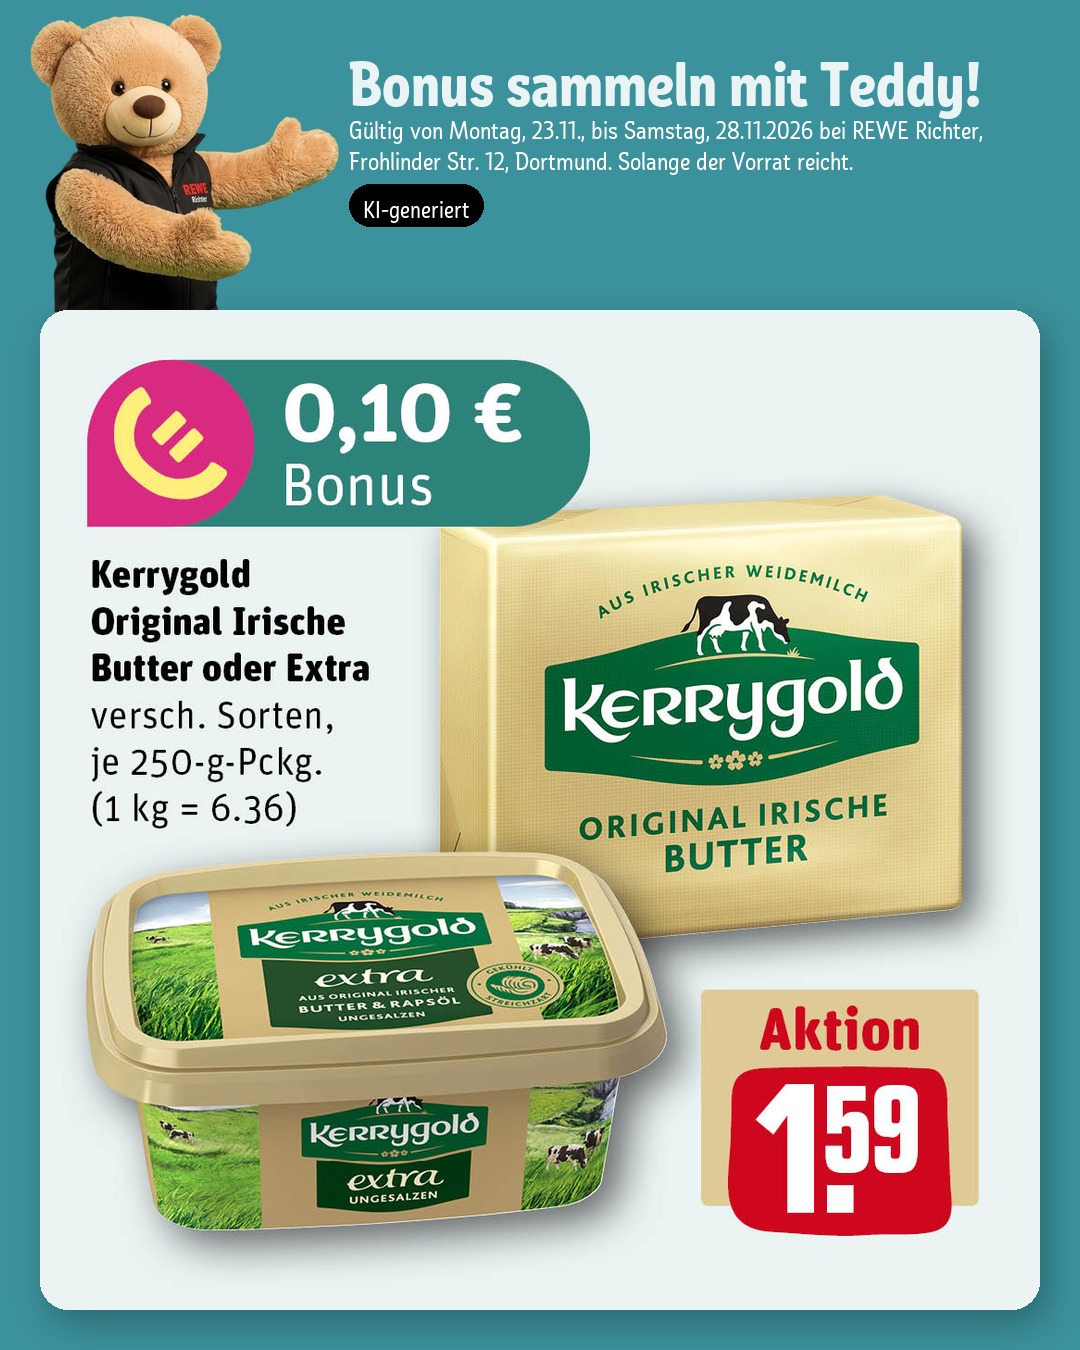 Bonus sammeln mit Teddy!
Gültig von Montag, 23.11., bis Samstag, 28.11.2026 bei REWE Richter,
Frohlinder Str. 12, Dortmund. Solange der Vorrat reicht.
KI-generiert
REWE
Richter
0,10 €
Bonus
Kerrygold
Original Irische
Butter oder Extra
versch. Sorten,
je 250-g-Pckg.
(1 kg = 6.36)
AUS IRISCHER WEIDEMILCH
Kerrygold
ORIGINAL IRISCHE
BUTTER
AUS IRISCHER WEIDEMILCH
Kerrygold
extra
AUS ORIGINAL IRISCHER
BUTTER & RAPSÖL
UNGESALZEN
GEKÜHLT
STREICHZART
Kerrygold
extra
UNGESALZEN
Aktion
1.59